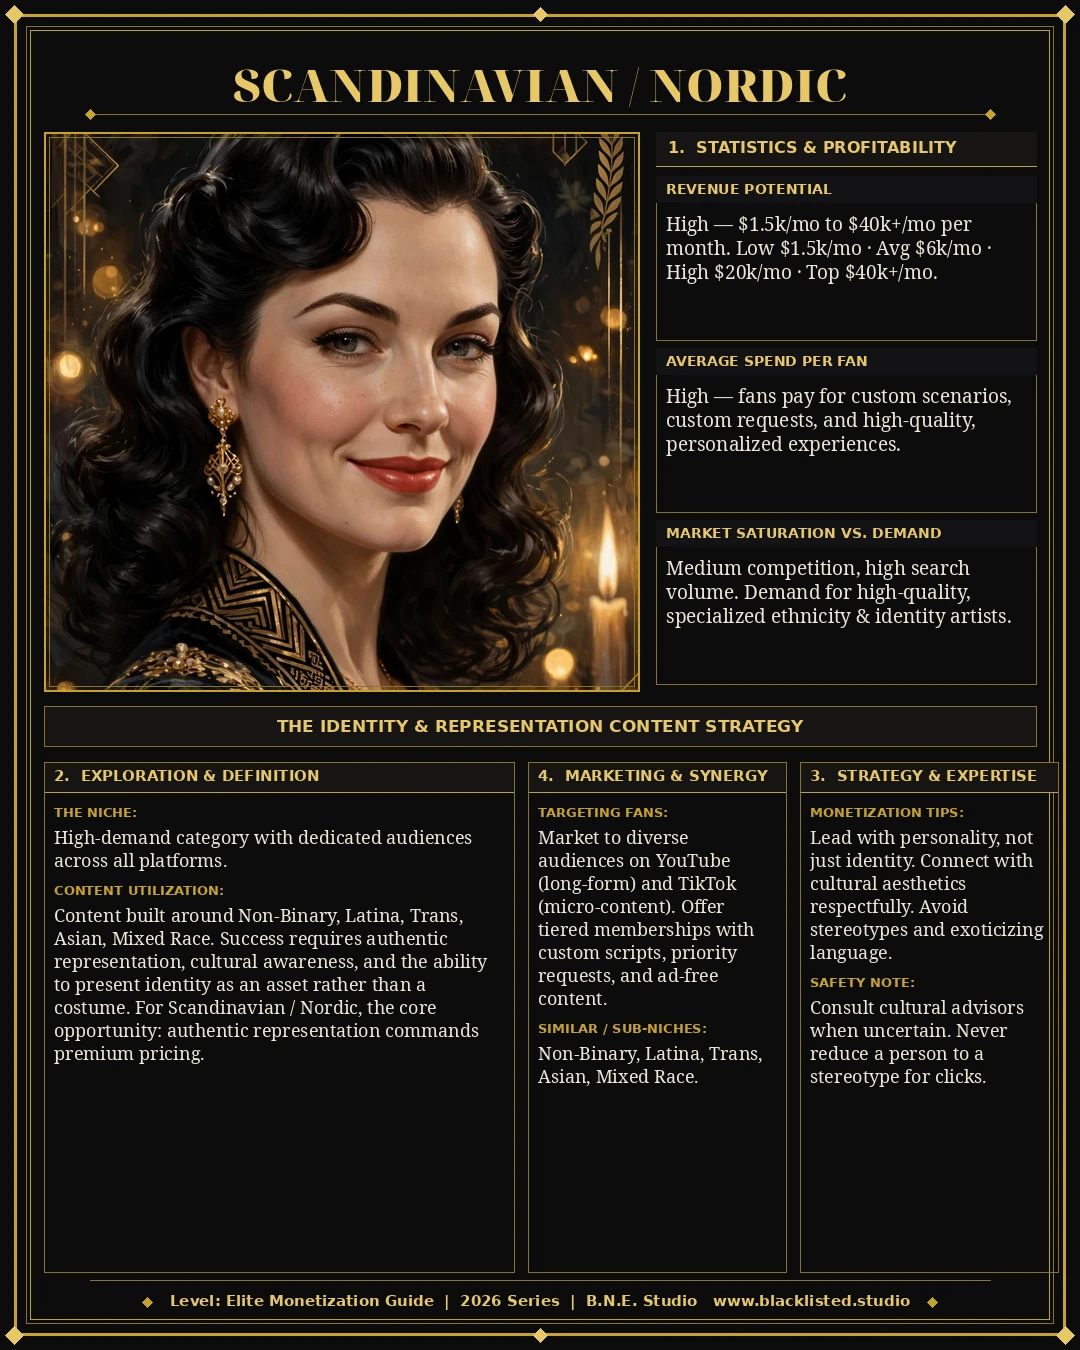 SCANDINAVIAN / NORDIC
1. STATISTICS & PROFITABILITY
REVENUE POTENTIAL
High — $1.5k/mo to $40k+/mo per
month. Low $1.5k/mo · Avg $6k/mo ·
High $20k/mo · Top $40k+/mo.
AVERAGE SPEND PER FAN
High — fans pay for custom scenarios,
custom requests, and high-quality,
personalized experiences.
MARKET SATURATION VS. DEMAND
Medium competition, high search
volume. Demand for high-quality,
specialized ethnicity & identity artists.
THE IDENTITY & REPRESENTATION CONTENT STRATEGY
2. EXPLORATION & DEFINITION
THE NICHE:
High-demand category with dedicated audiences
across all platforms.
CONTENT UTILIZATION:
Content built around Non-Binary, Latina, Trans,
Asian, Mixed Race. Success requires authentic
representation, cultural awareness, and the ability
to present identity as an asset rather than a
costume. For Scandinavian / Nordic, the core
opportunity: authentic representation commands
premium pricing.
4. MARKETING & SYNERGY
TARGETING FANS:
Market to diverse
audiences on YouTube
(long-form) and TikTok
(micro-content). Offer
tiered memberships with
custom scripts, priority
requests, and ad-free
content.
SIMILAR / SUB-NICHES:
Non-Binary, Latina, Trans,
Asian, Mixed Race.
3. STRATEGY & EXPERTISE
MONETIZATION TIPS:
Lead with personality, not
just identity. Connect with
cultural aesthetics
respectfully. Avoid
stereotypes and exoticizing
language.
SAFETY NOTE:
Consult cultural advisors
when uncertain. Never
reduce a person to a
stereotype for clicks.
Level: Elite Monetization Guide | 2026 Series | B.N.E. Studio www.blacklisted.studio